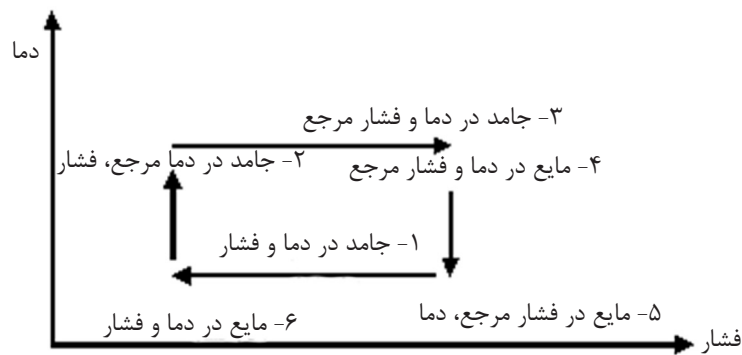 دما
۳- جامد در دما و فشار مرجع
۲- جامد در دما مرجع، فشار
۴- مایع در دما و فشار مرجع
۱- جامد در دما و فشار
۵- مایع در فشار مرجع، دما
۶- مایع در دما و فشار
فشار